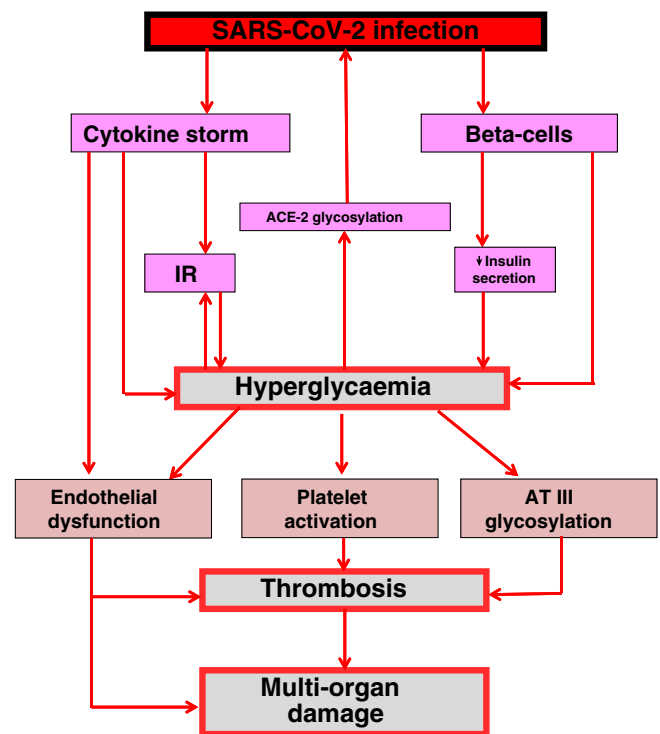 SARS-CoV-2 infection
Cytokine storm
Beta-cells
ACE-2 glycosylation
IR
↓ Insulin
secretion
Hyperglycaemia
Endothelial
dysfunction
Platelet
activation
AT III
glycosylation
Thrombosis
Multi-organ
damage